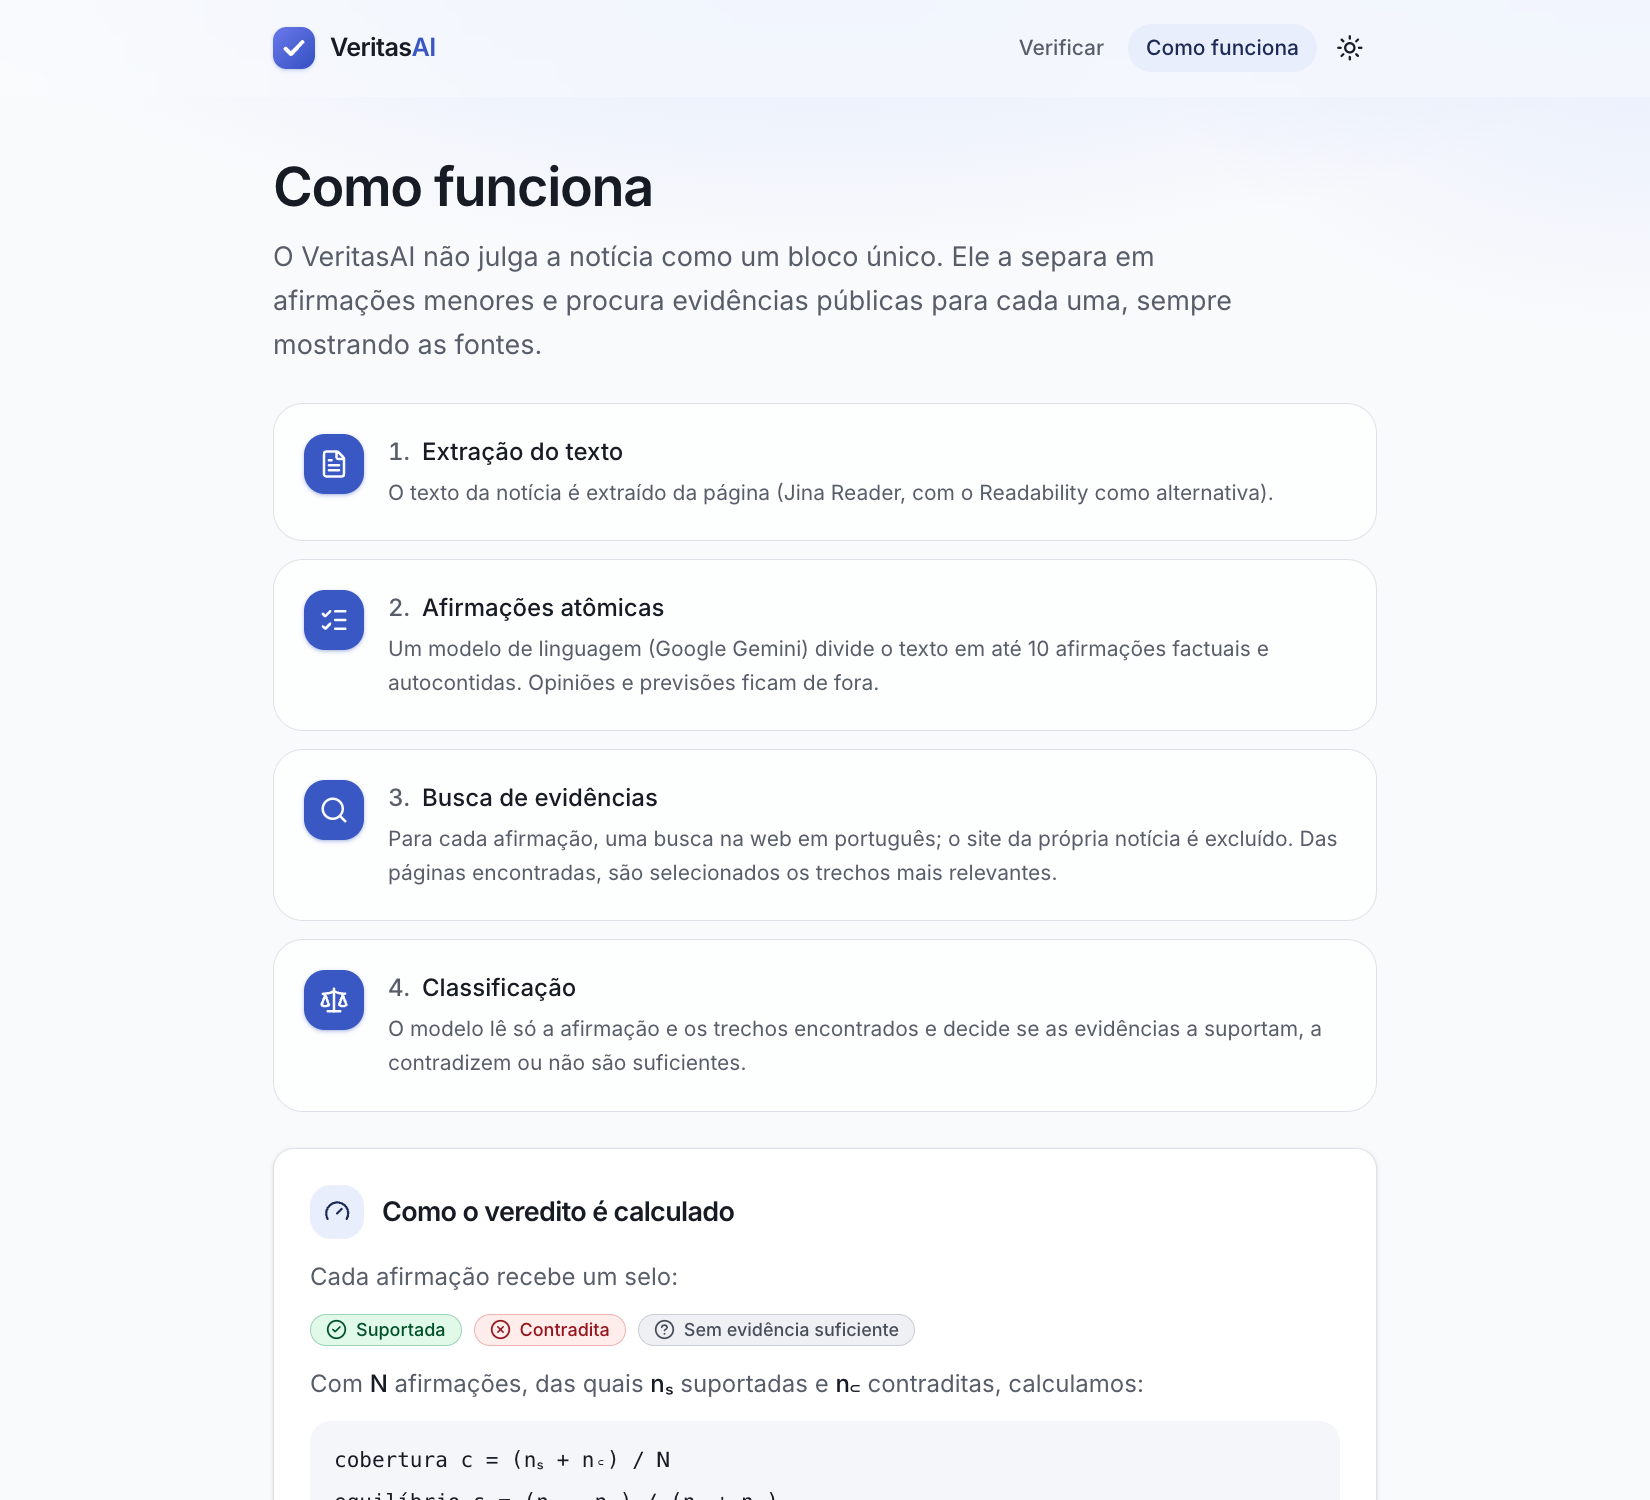 VeritasAI
Verificar
Como funciona
Como funciona
O VeritasAI não julga a notícia como um bloco único. Ele a separa em
afirmações menores e procura evidências públicas para cada uma, sempre
mostrando as fontes.
1. Extração do texto
O texto da notícia é extraído da página (Jina Reader, com o Readability como alternativa).
2. Afirmações atômicas
Um modelo de linguagem (Google Gemini) divide o texto em até 10 afirmações factuais e
autocontidas. Opiniões e previsões ficam de fora.
3. Busca de evidências
Para cada afirmação, uma busca na web em português; o site da própria notícia é excluído. Das
páginas encontradas, são selecionados os trechos mais relevantes.
4. Classificação
O modelo lê só a afirmação e os trechos encontrados e decide se as evidências a suportam, a
contradizem ou não são suficientes.
Como o veredito é calculado
Cada afirmação recebe um selo:
Suportada
Contradita
Sem evidência suficiente
Com N afirmações, das quais nₛ suportadas e n꜀ contraditas, calculamos:
cobertura c = (nₛ + n꜀) / N